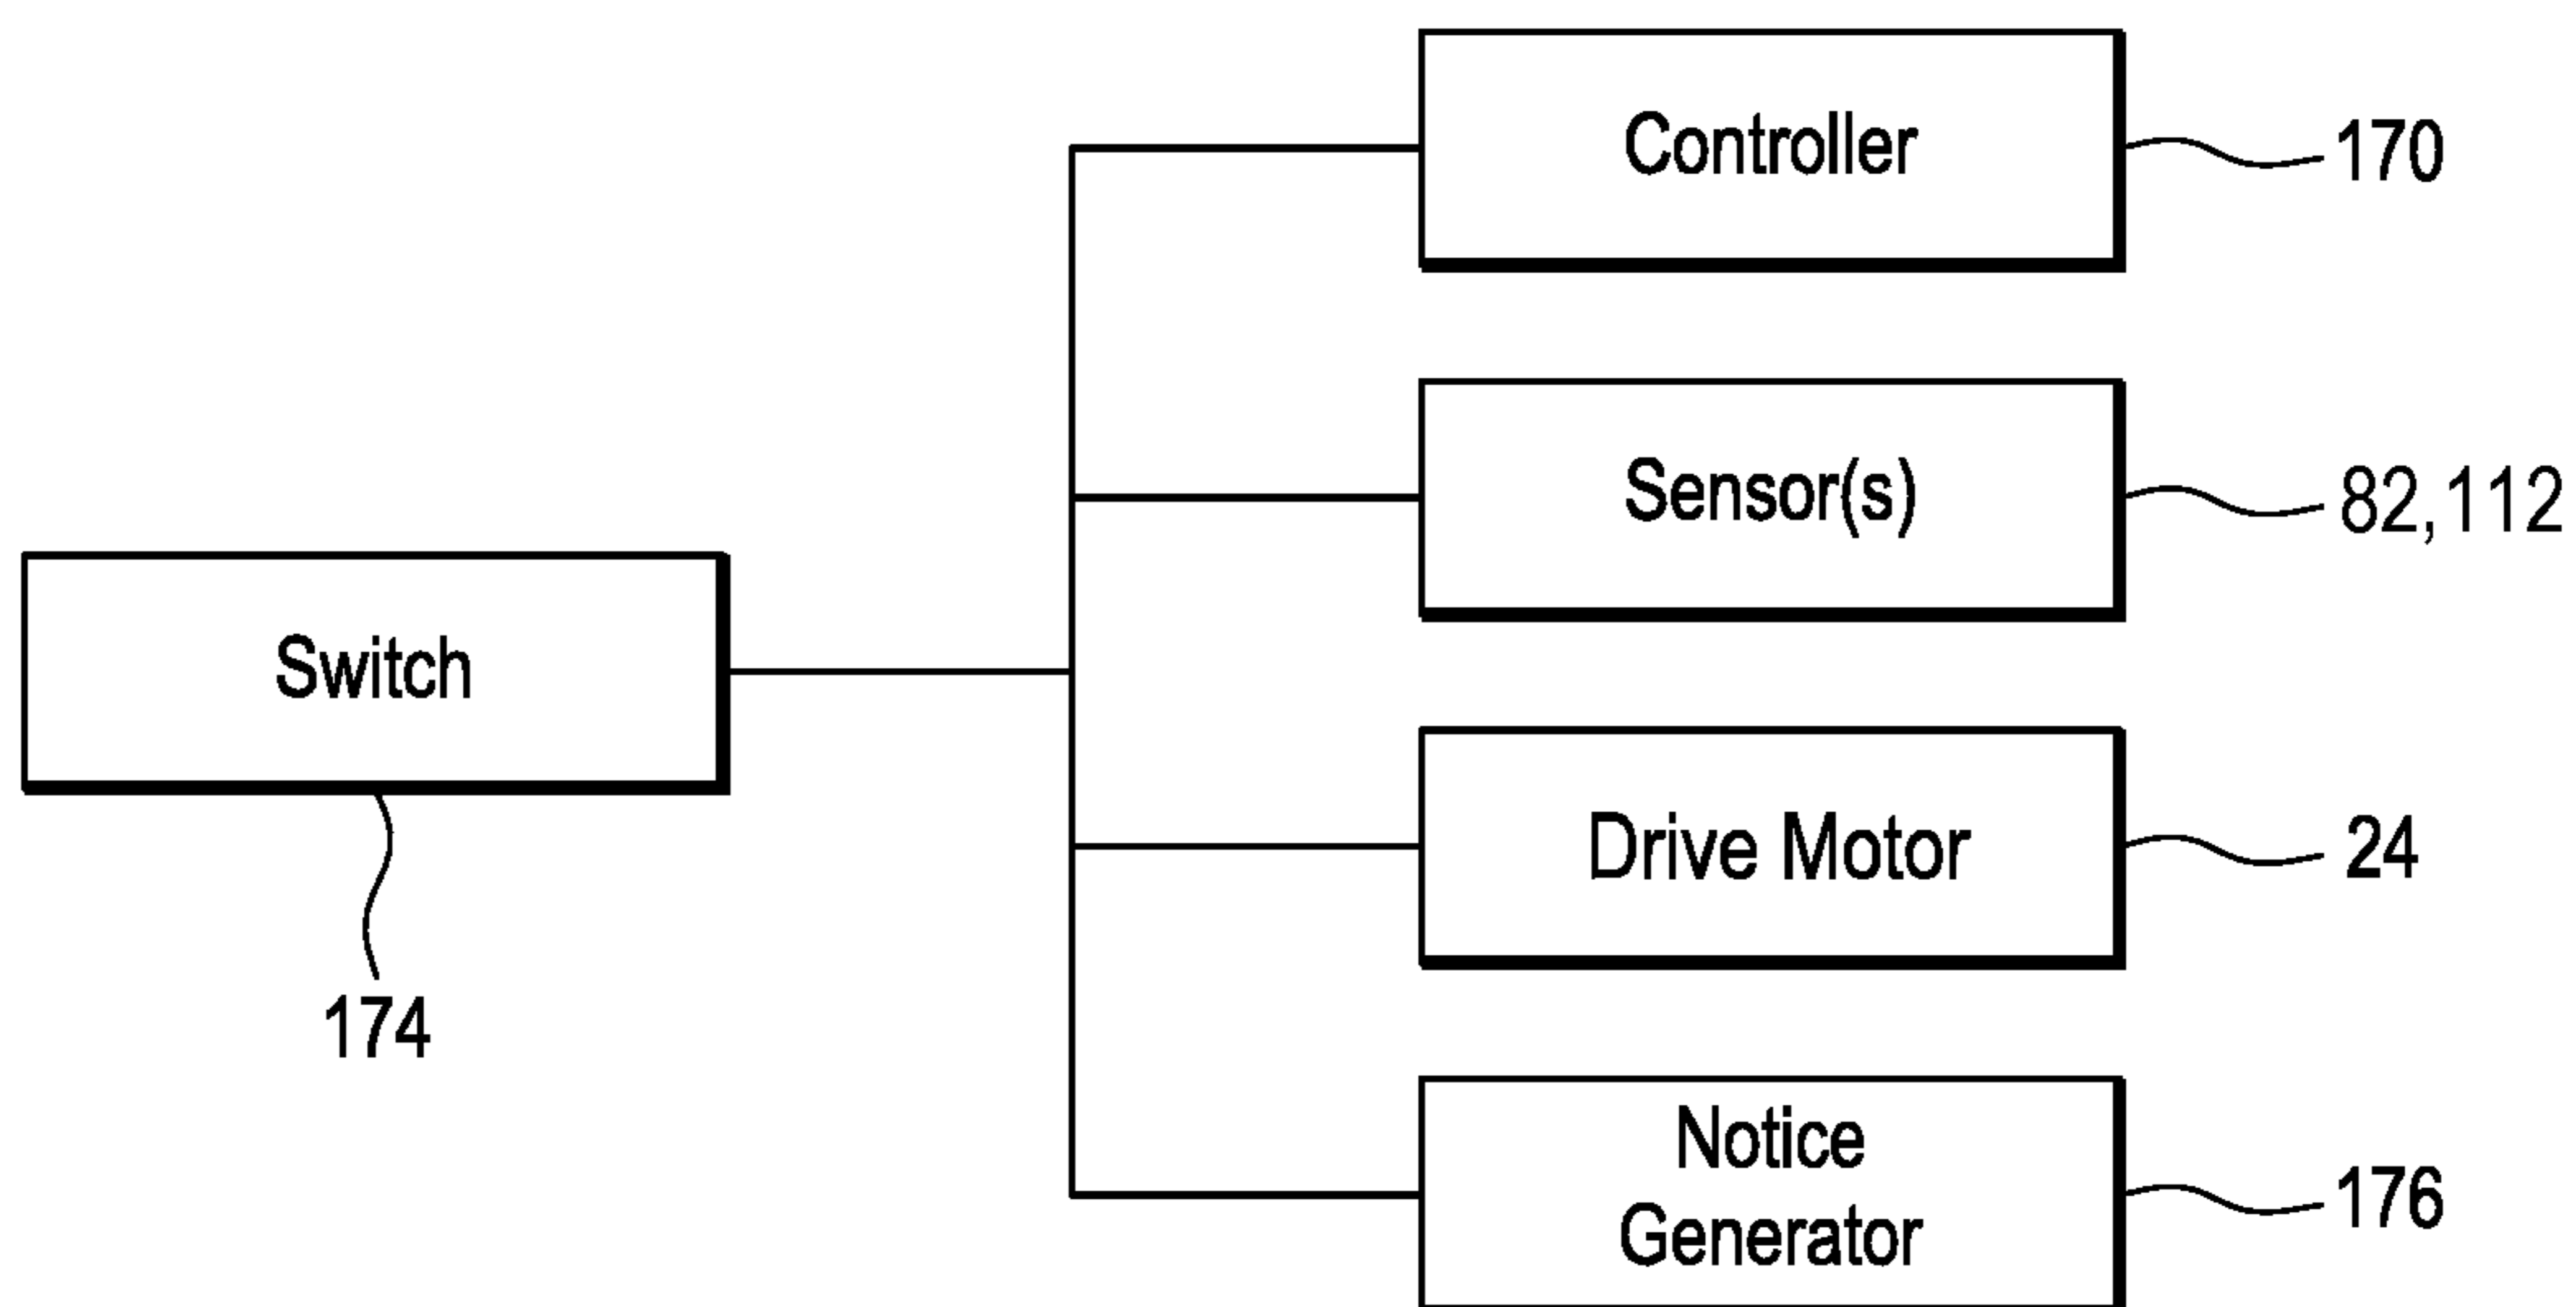 Controller
170
Sensor(s)
82,112
Switch
174
Drive Motor
24
Notice
Generator
176